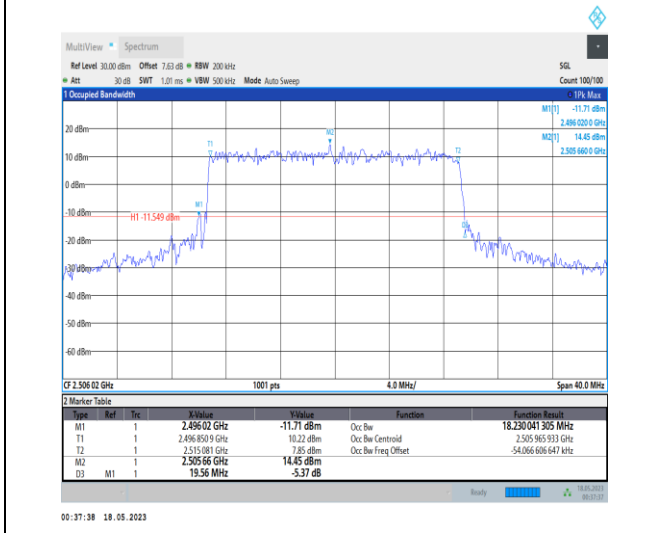 MultiView Spectrum
Ref Level 30.00 dBm Offset 7.63 dB RBW 200 kHz SGL
Att 30 dB SWT 1.01 ms VBW 500 kHz Mode Auto Sweep Count 100/100
1 Occupied Bandwidth 1Pk Max
M1[1] -11.71 dBm
2.496 020 0 GHz
M2[1] 14.45 dBm
2.505 660 0 GHz
20 dBm
M2
T1
T2
10 dBm
0 dBm
M1
-10 dBm
H1 -11.549 dBm
-20 dBm
-30 dBm
-40 dBm
-50 dBm
-60 dBm
CF 2.506 02 GHz 1001 pts 4.0 MHz/ Span 40.0 MHz
2 Marker Table
Type Ref Trc X-Value Y-Value Function Function Result
M1 1 2.496 02 GHz -11.71 dBm Occ Bw 18.230 041 305 MHz
T1 1 2.496 850 9 GHz 10.22 dBm Occ Bw Centroid 2.505 965 933 GHz
T2 1 2.515 081 GHz 7.85 dBm Occ Bw Freq Offset -54.066 606 647 kHz
M2 1 2.505 66 GHz 14.45 dBm
D3 M1 1 19.56 MHz -5.37 dB
Ready 18.05.2023
00:37:37
00:37:38 18.05.2023